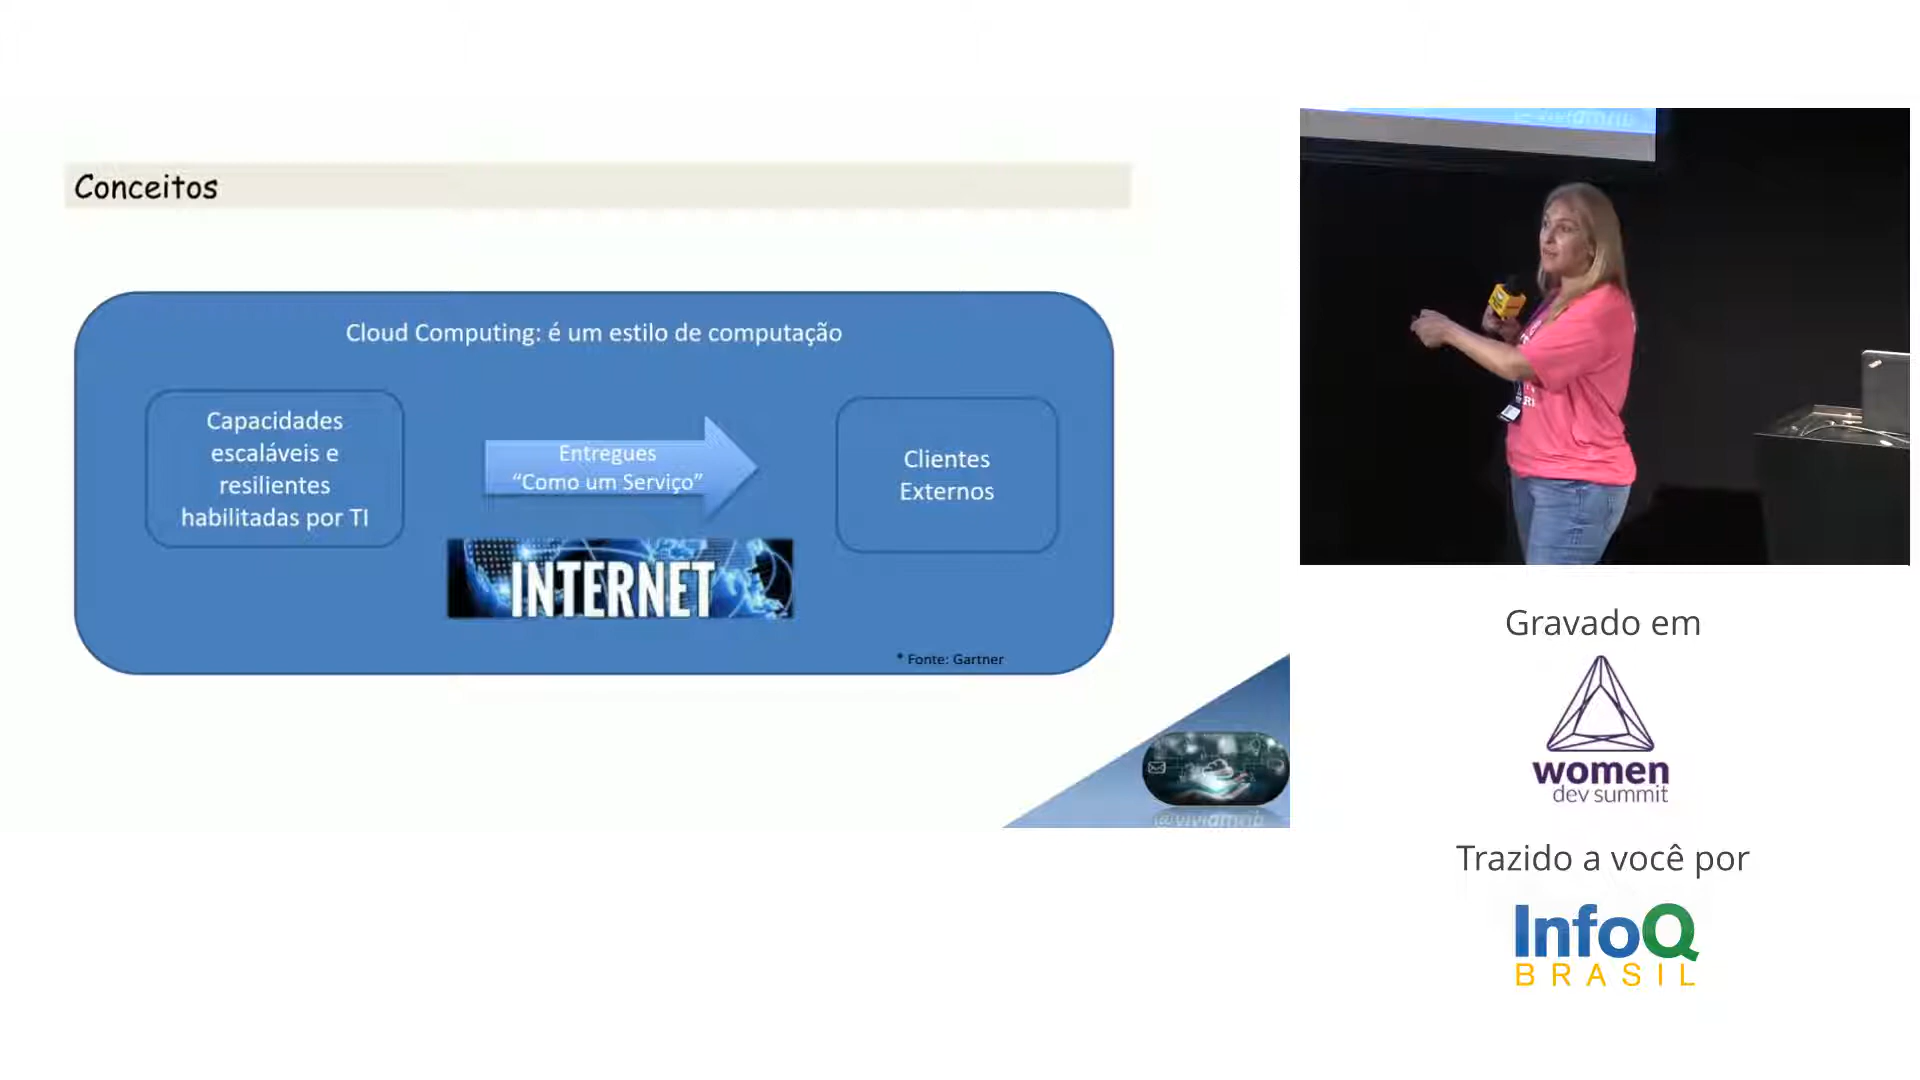 Conceitos
Cloud Computing: é um estilo de computação
Capacidades
escaláveis e
resilientes
habilitadas por TI
Entregues
“Como um Serviço”
Clientes
Externos
INTERNET
* Fonte: Gartner
Gravado em
women
dev summit
Trazido a você por
InfoQ
BRASIL